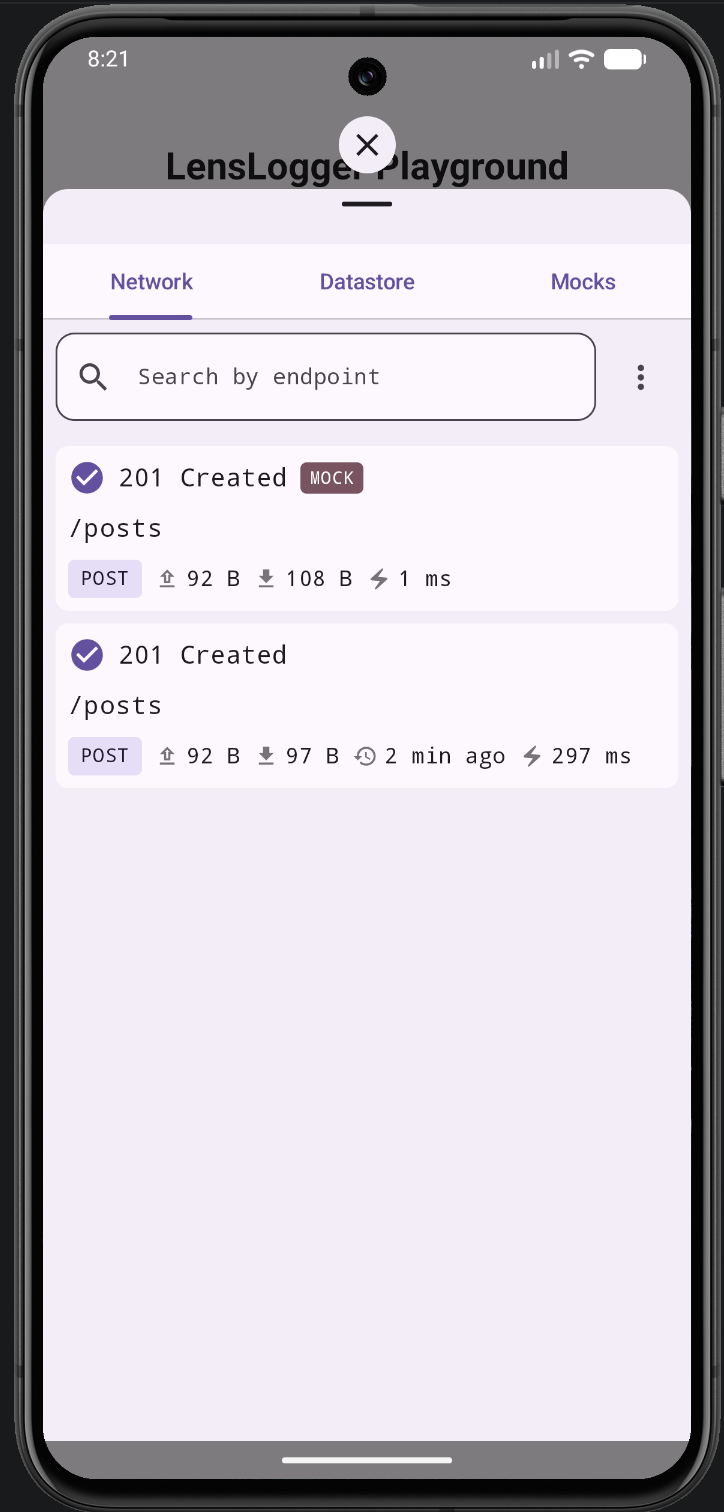 8:21
LensLogger Playground
Network Datastore Mocks
Search by endpoint
201 Created MOCK
/posts
POST 92 B 108 B 1 ms
201 Created
/posts
POST 92 B 97 B 2 min ago 297 ms